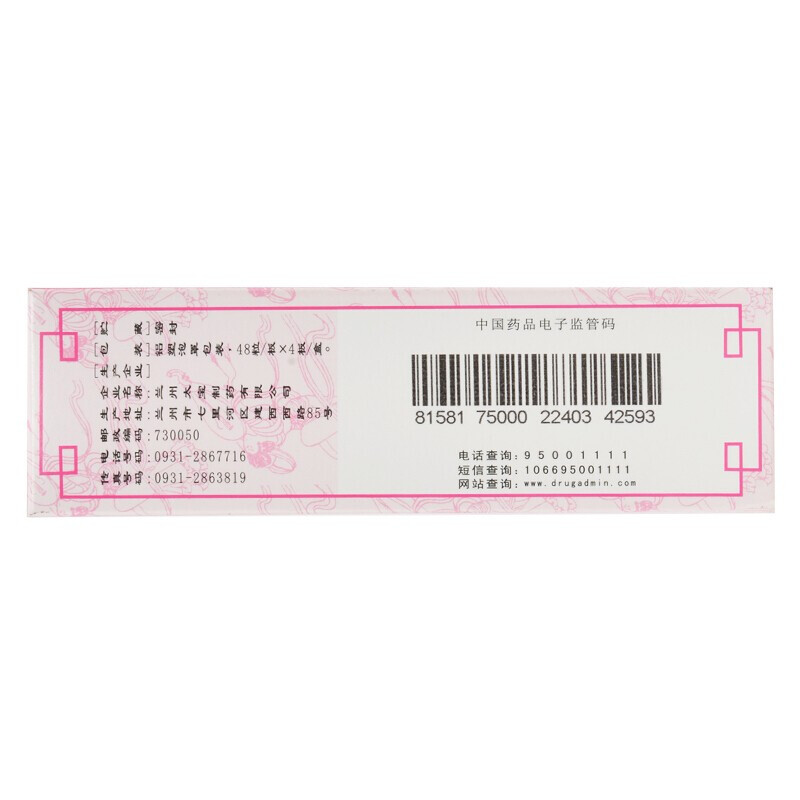 [贮 藏]密封
[包 装]铝塑泡罩包装,48粒/板×4板/盒。
[生产企业]
企业名称:兰州太宝制药有限公司
生产地址:兰州市七里河区建西西路85号
邮政编码:730050
电话号码:0931-2867716
传真号码:0931-2863819
中国药品电子监管码
81581 75000 22403 42593
电话查询:95001111
短信查询:106695001111
网站查询:www.drugadmin.com